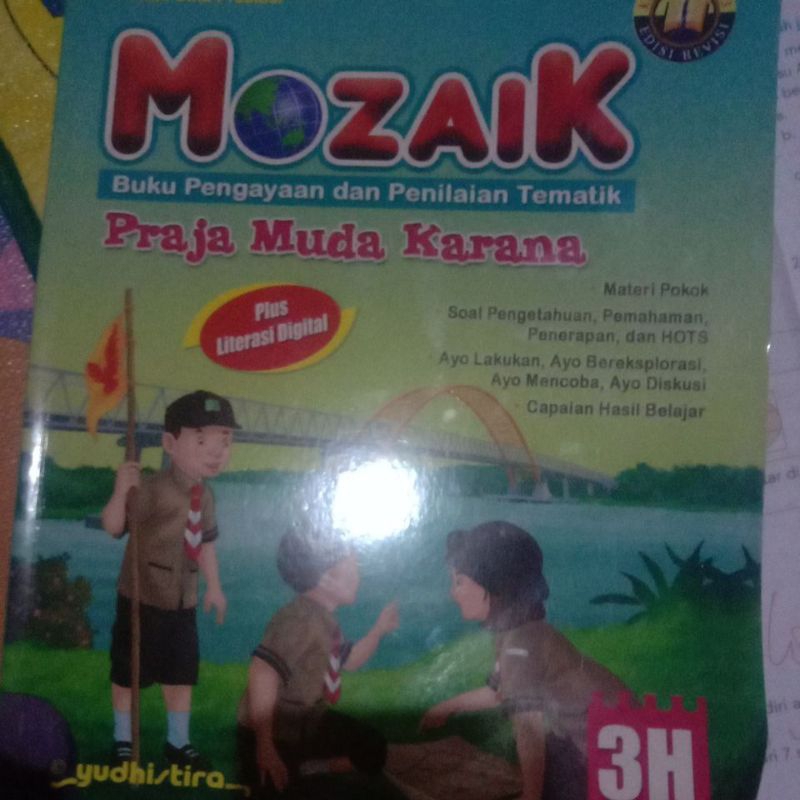 EDISI REVISI
MOZAIK
Buku Pengayaan dan Penilaian Tematik
Praja Muda Karana
Plus
Literasi Digital
Materi Pokok
Soal Pengetahuan, Pemahaman,
Penerapan, dan HOTS
Ayo Lakukan, Ayo Bereksplorasi,
Ayo Mencoba, Ayo Diskusi
Capaian Hasil Belajar
3H
yudhistira